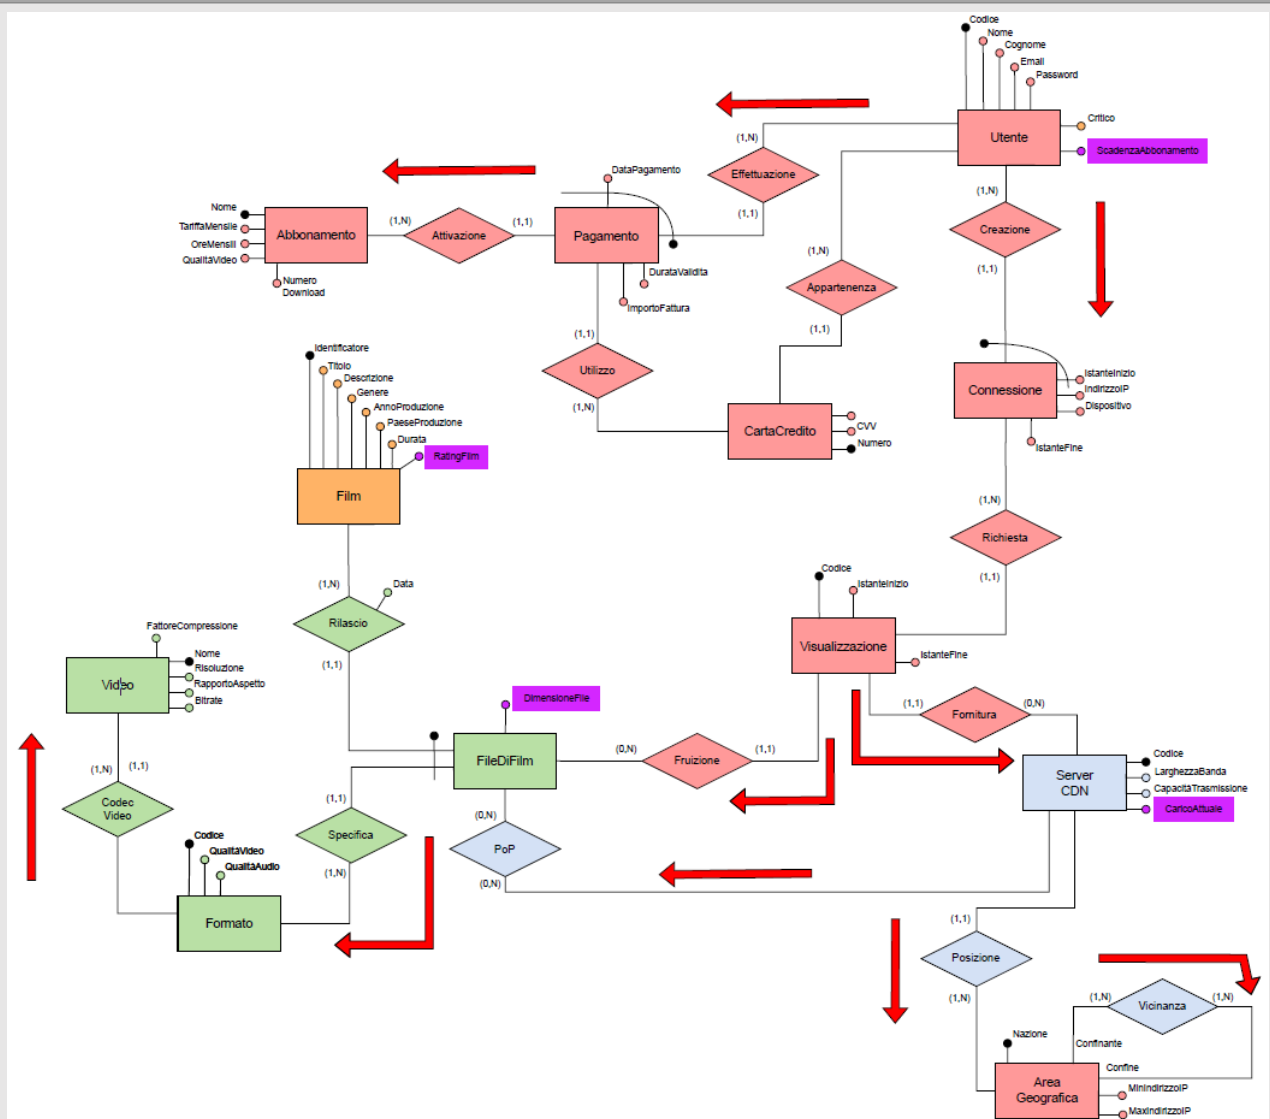 Codice
Nome
Cognome
Email
Password
Critico
ScadenzaAbbonamento
Utente
(1,N)
Effettuazione
(1,1)
DataPagamento
Nome
TariffaMensile
OreMensili
QualitàVideo
Numero
Download
Abbonamento
(1,N)
Attivazione
(1,1)
Pagamento
DurataValidita
ImportoFattura
(1,N)
Appartenenza
(1,1)
(1,N)
Creazione
(1,1)
(1,1)
Utilizzo
(1,N)
CartaCredito
CVV
Numero
Connessione
IstanteInizio
IndirizzoIP
Dispositivo
IstanteFine
Identificatore
Titolo
Descrizione
Genere
AnnoProduzione
PaeseProduzione
Durata
RatingFilm
Film
(1,N)
Richiesta
(1,1)
(1,N)
Data
Rilascio
(1,1)
Codice
IstanteInizio
Visualizzazione
IstanteFine
FattoreCompressione
Nome
Risoluzione
RapportoAspetto
Bitrate
Video
DimensioneFile
FileDiFilm
(0,N)
Fruizione
(1,1)
(1,1)
Fornitura
(0,N)
Server
CDN
Codice
LarghezzaBanda
CapacitàTrasmissione
CaricoAttuale
(1,N)
(1,1)
Codec
Video
(1,1)
Specifica
(1,N)
(0,N)
PoP
(0,N)
Codice
QualitàVideo
QualitàAudio
Formato
(1,1)
Posizione
(1,N)
(1,N)
Vicinanza
(1,N)
Nazione
Confinante
Confine
Area
Geografica
MinIndirizzoIP
MaxIndirizzoIP